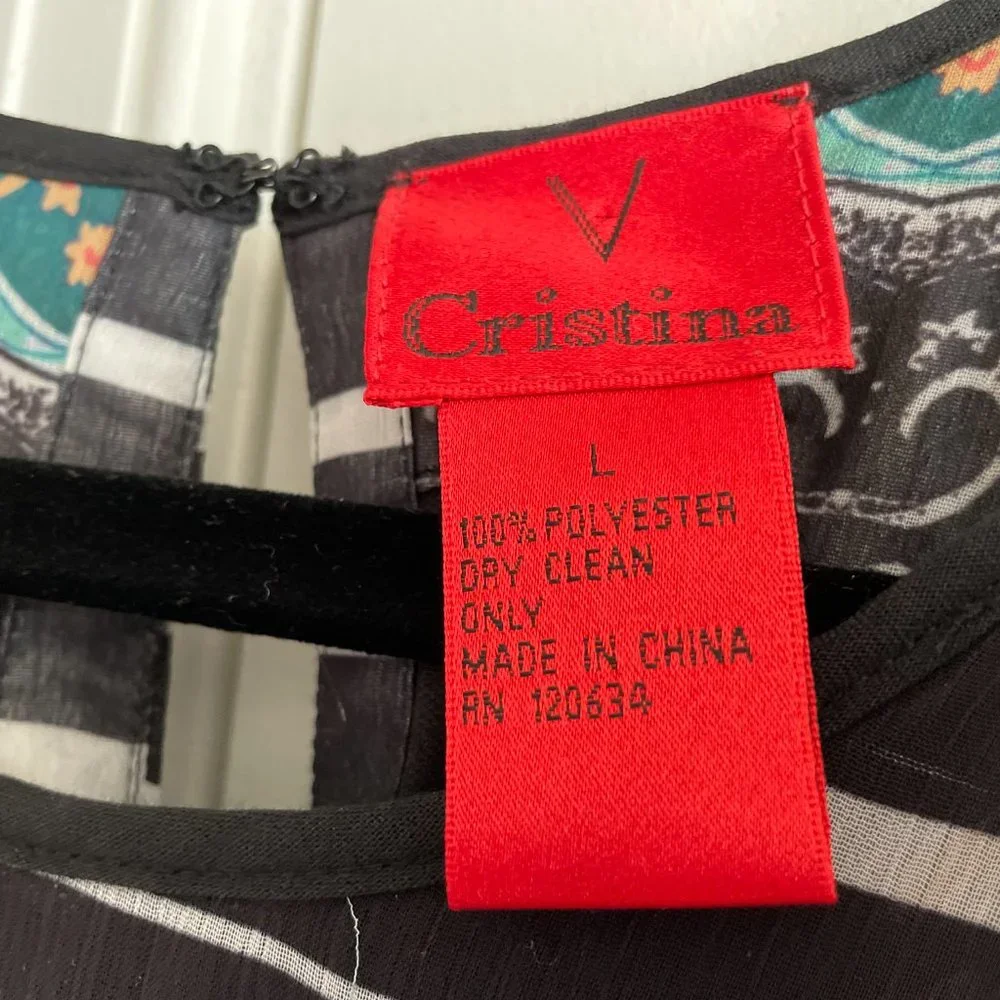 V
Cristina
L
100% POLYESTER
DRY CLEAN
ONLY
MADE IN CHINA
RN 120634